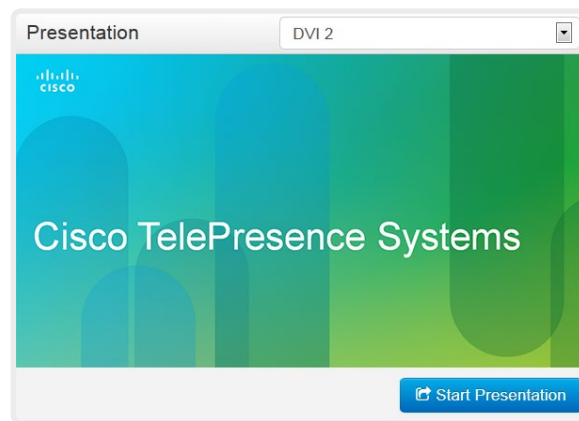 Presentation
DVI 2
CISCO
Cisco TelePresence Systems
Start Presentation